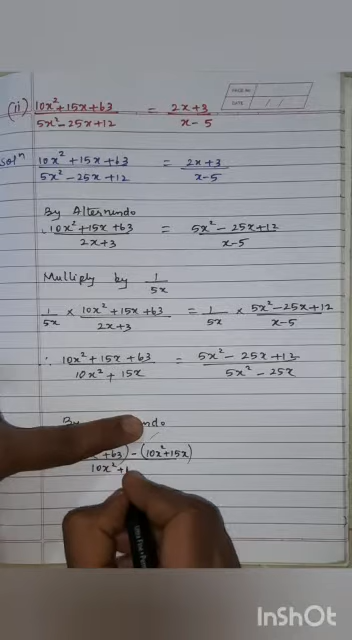 PAGE NO
DATE / /
(ii) 10x²+15x+63 / 5x²-25x+12 = 2x+3 / x-5
Solⁿ 10x²+15x+63 / 5x²-25x+12 = 2x+3 / x-5
By Alternundo
10x²+15x+63 / 2x+3 = 5x²-25x+12 / x-5
Multiply by 1/5x
1/5x × 10x²+15x+63 / 2x+3 = 1/5x × 5x²-25x+12 / x-5
∴ 10x²+15x+63 / 10x²+15x = 5x²-25x+12 / 5x²-25x
By ndo
+63) - (10x²+15x) / 10x²+
InShOt